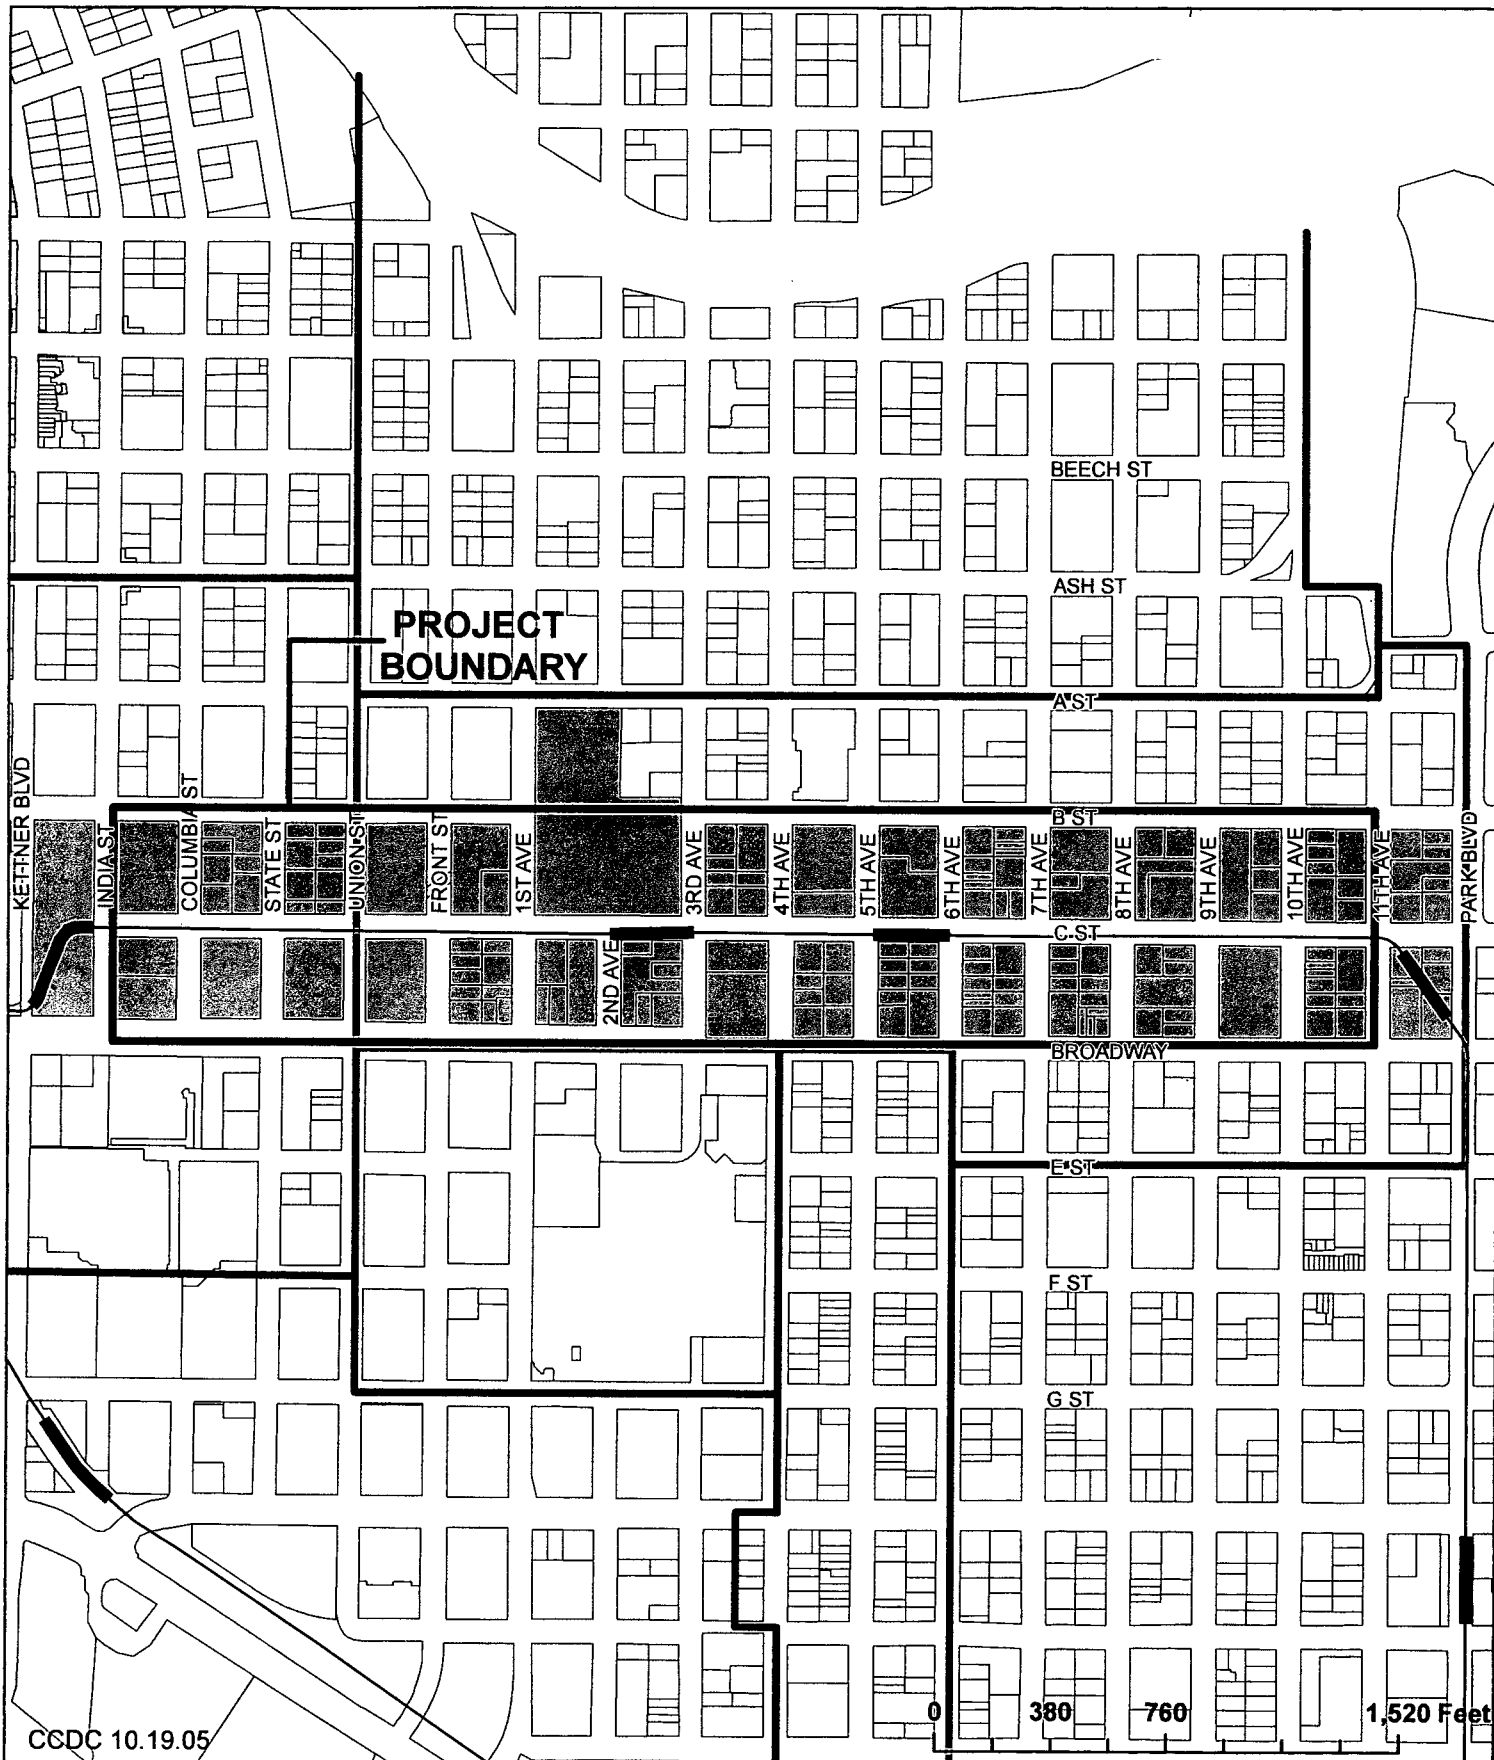 BEECH ST
ASH ST
PROJECT
BOUNDARY
A ST
B ST
KETTNER BLVD
INDIA ST
COLUMBIA ST
STATE ST
UNION ST
FRONT ST
1ST AVE
2ND AVE
3RD AVE
4TH AVE
5TH AVE
6TH AVE
7TH AVE
8TH AVE
9TH AVE
10TH AVE
11TH AVE
PARK BLVD
C ST
BROADWAY
E ST
F ST
G ST
0 380 760 1,520 Feet
CCDC 10.19.05